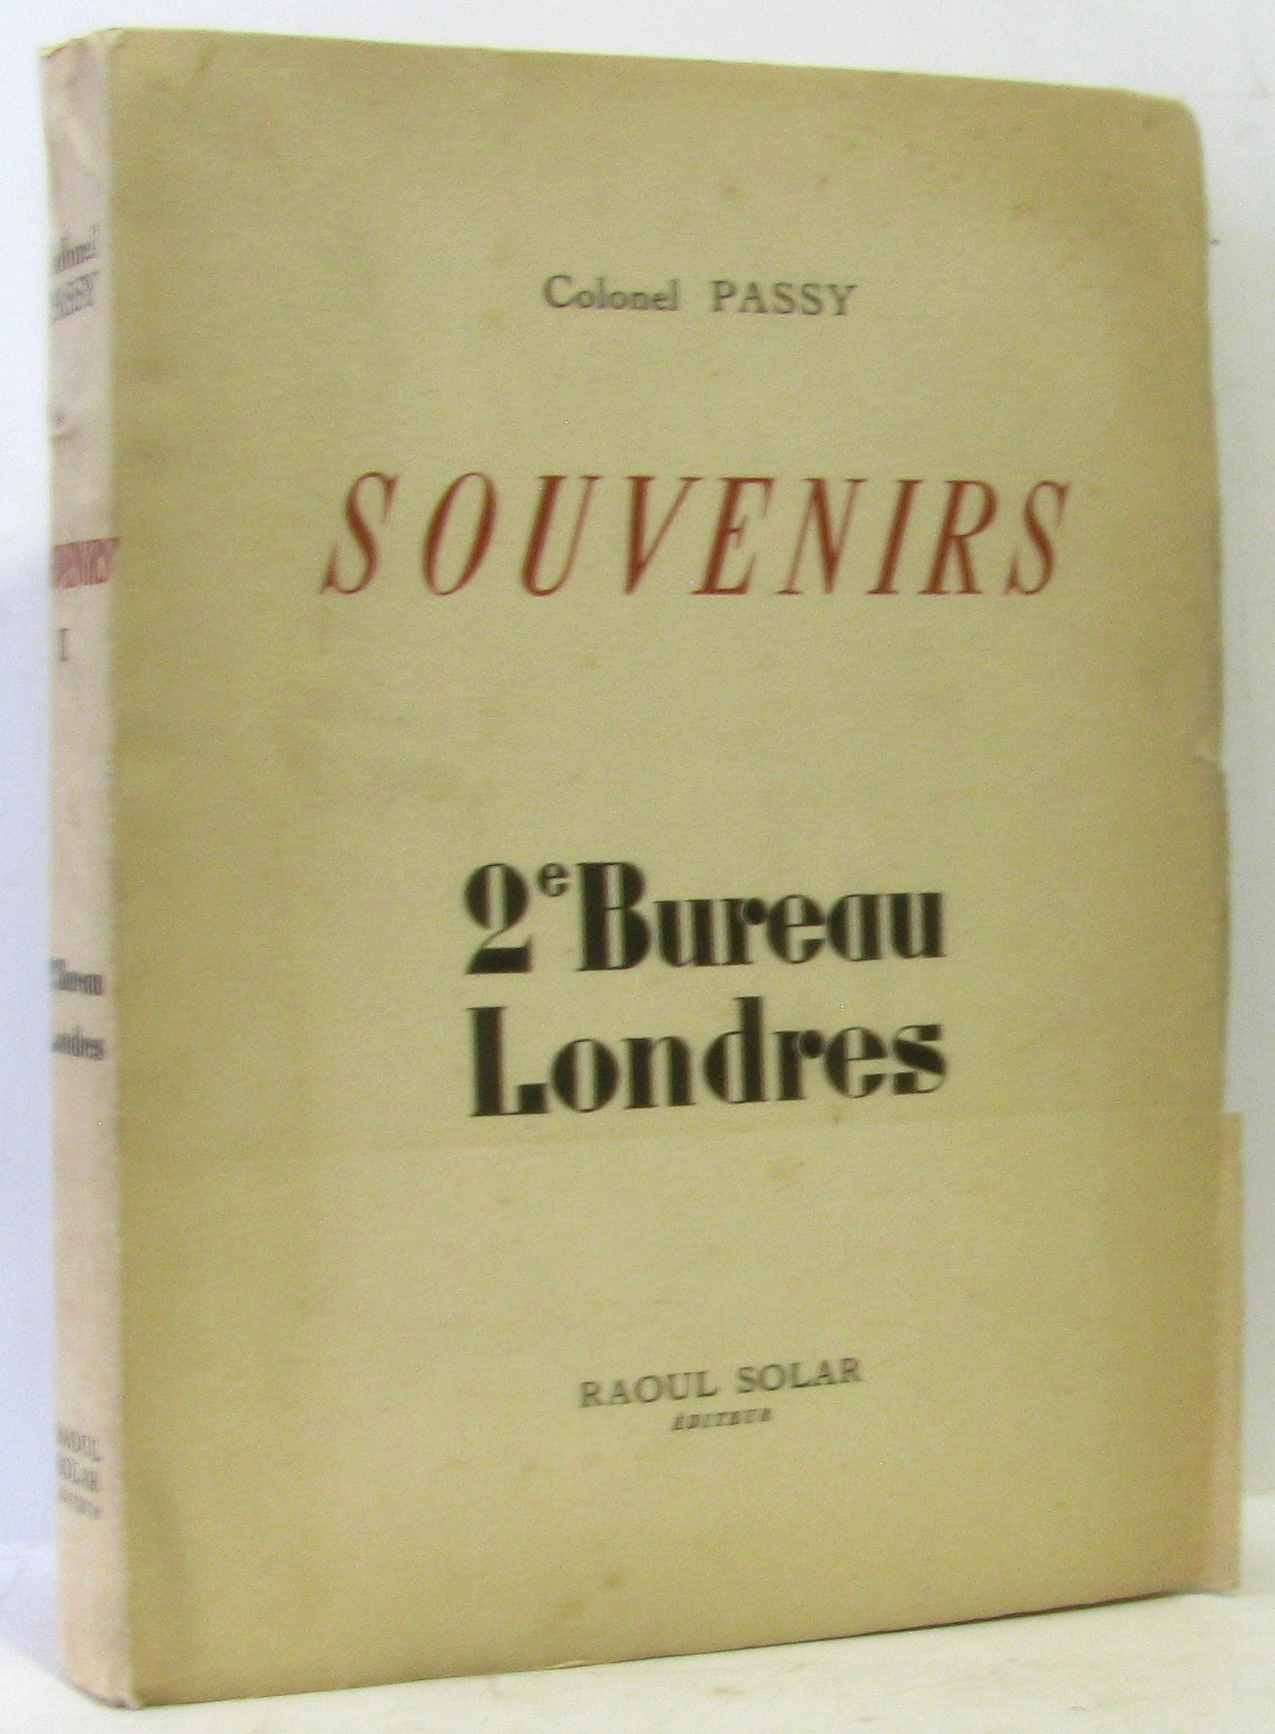 Colonel PASSY
SOUVENIRS
2e Bureau
Londres
RAOUL SOLAR
ÉDITEUR
I